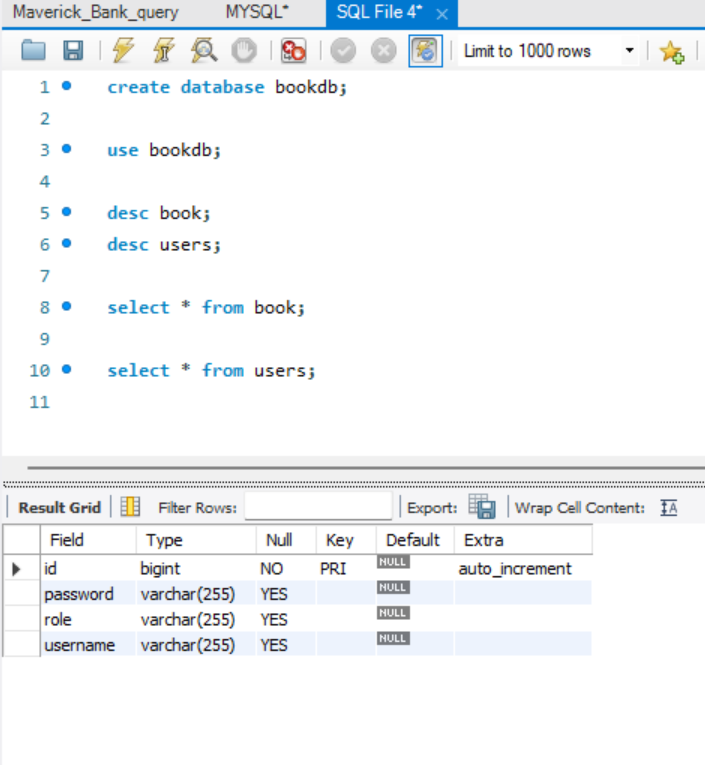 Maverick_Bank_query MYSQL* SQL File 4* ×
Limit to 1000 rows
1 create database bookdb;
2
3 use bookdb;
4
5 desc book;
6 desc users;
7
8 select * from book;
9
10 select * from users;
11
Result Grid Filter Rows: Export: Wrap Cell Content: IA
Field Type Null Key Default Extra
id bigint NO PRI NULL auto_increment
password varchar(255) YES NULL
role varchar(255) YES NULL
username varchar(255) YES NULL